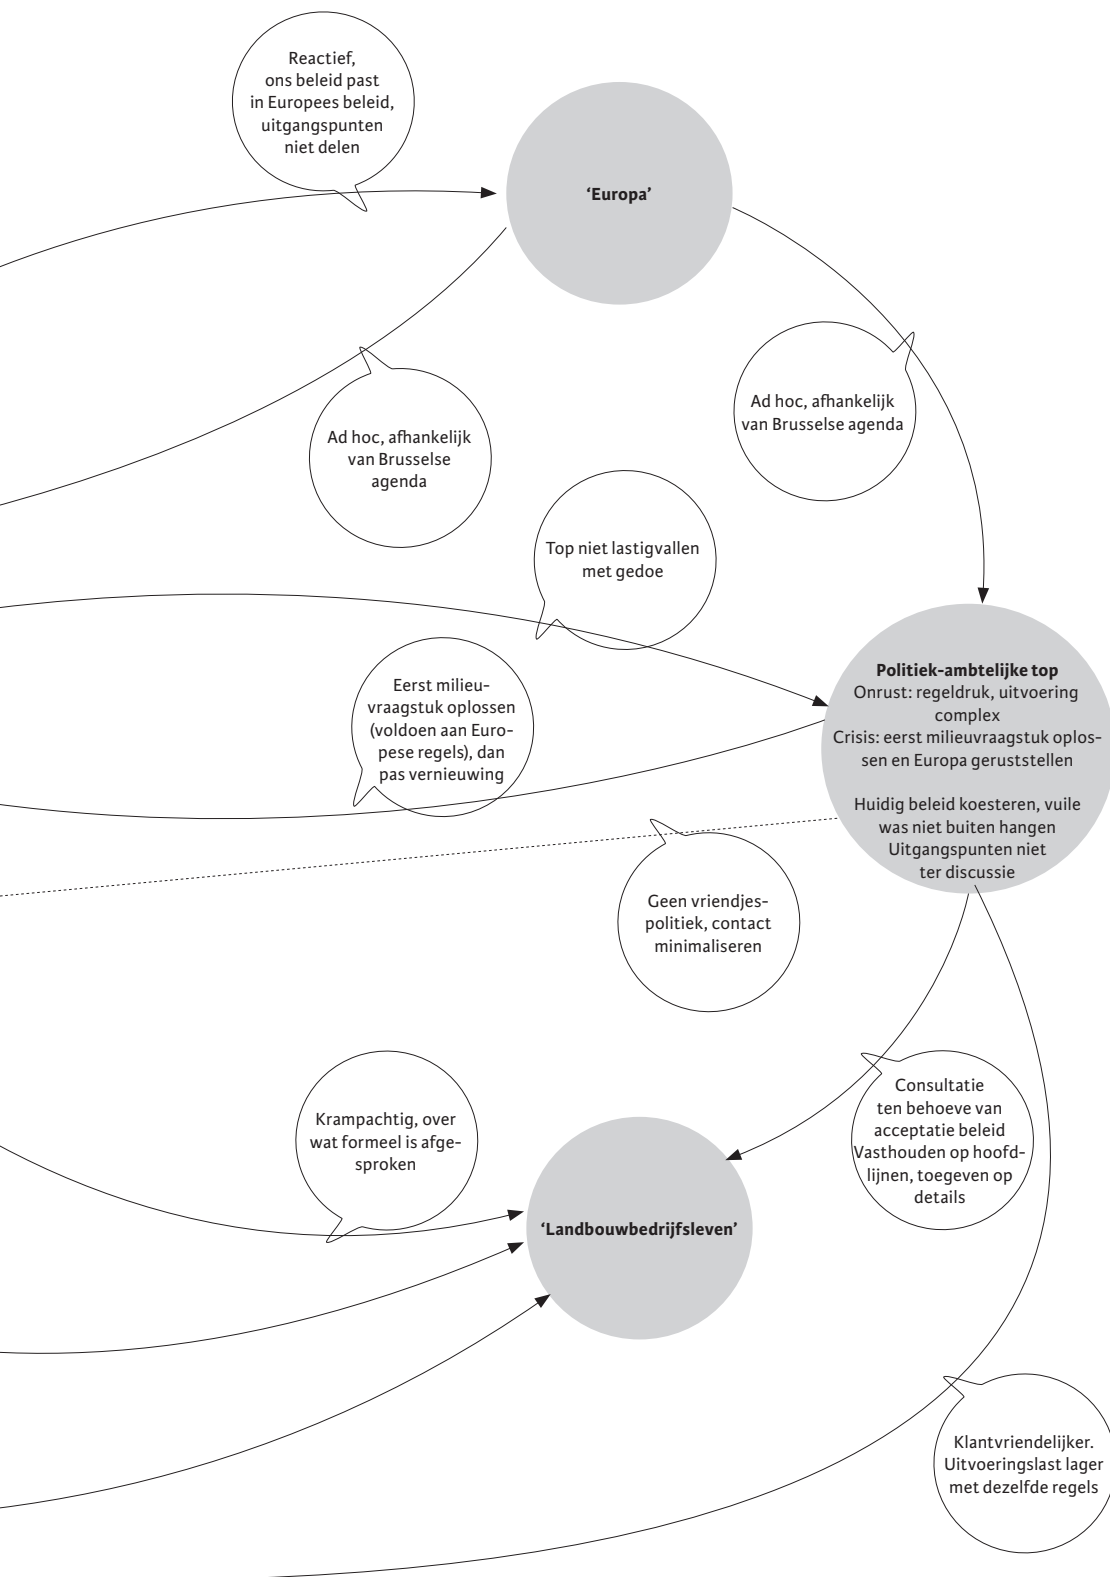 Reactief,
ons beleid past
in Europees beleid,
uitgangspunten
niet delen
‘Europa’
Ad hoc, afhankelijk
van Brusselse agenda
Ad hoc, afhankelijk
van Brusselse
agenda
Top niet lastigvallen
met gedoe
Eerst milieu-
vraagstuk oplossen
(voldoen aan Euro-
pese regels), dan
pas vernieuwing
Politiek-ambtelijke top
Onrust: regeldruk, uitvoering
complex
Crisis: eerst milieuvraagstuk oplos-
sen en Europa geruststellen
Huidig beleid koesteren, vuile
was niet buiten hangen
Uitgangspunten niet
ter discussie
Geen vriendjes-
politiek, contact
minimaliseren
Krampachtig, over
wat formeel is afge-
sproken
Consultatie
ten behoeve van
acceptatie beleid
Vasthouden op hoofd-
lijnen, toegeven op
details
‘Landbouwbedrijfsleven’
Klantvriendelijker.
Uitvoeringslast lager
met dezelfde regels